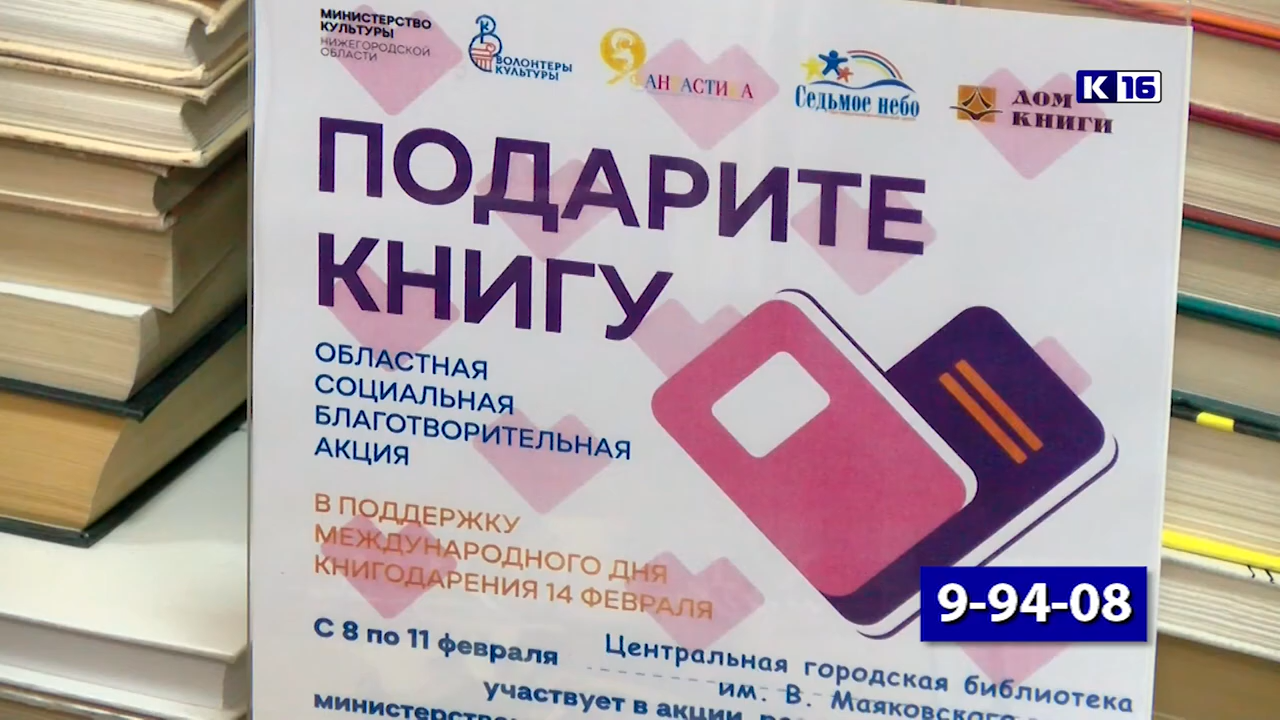 МИНИСТЕРСТВО
КУЛЬТУРЫ
НИЖЕГОРОДСКОЙ
ОБЛАСТИ
ВОЛОНТЕРЫ
КУЛЬТУРЫ
АНТАСТИКА
Седьмое небо
ДОМ
КНИГИ
К 16
ПОДАРИТЕ
КНИГУ
ОБЛАСТНАЯ
СОЦИАЛЬНАЯ
БЛАГОТВОРИТЕЛЬНАЯ
АКЦИЯ
В ПОДДЕРЖКУ
МЕЖДУНАРОДНОГО ДНЯ
КНИГОДАРЕНИЯ 14 ФЕВРАЛЯ
9-94-08
С 8 по 11 февраля Центральная городская библиотека
им. В. Маяковского
участвует в акции